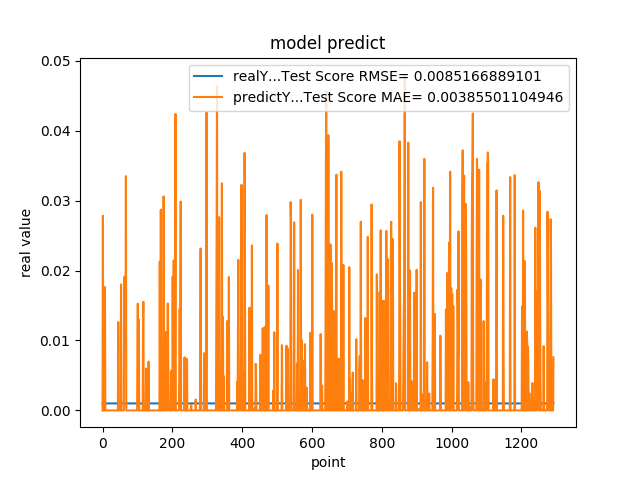 model predict
realY...Test Score RMSE= 0.0085166889101
predictY...Test Score MAE= 0.00385501104946
real value
0.05
0.04
0.03
0.02
0.01
0.00
0 200 400 600 800 1000 1200
point